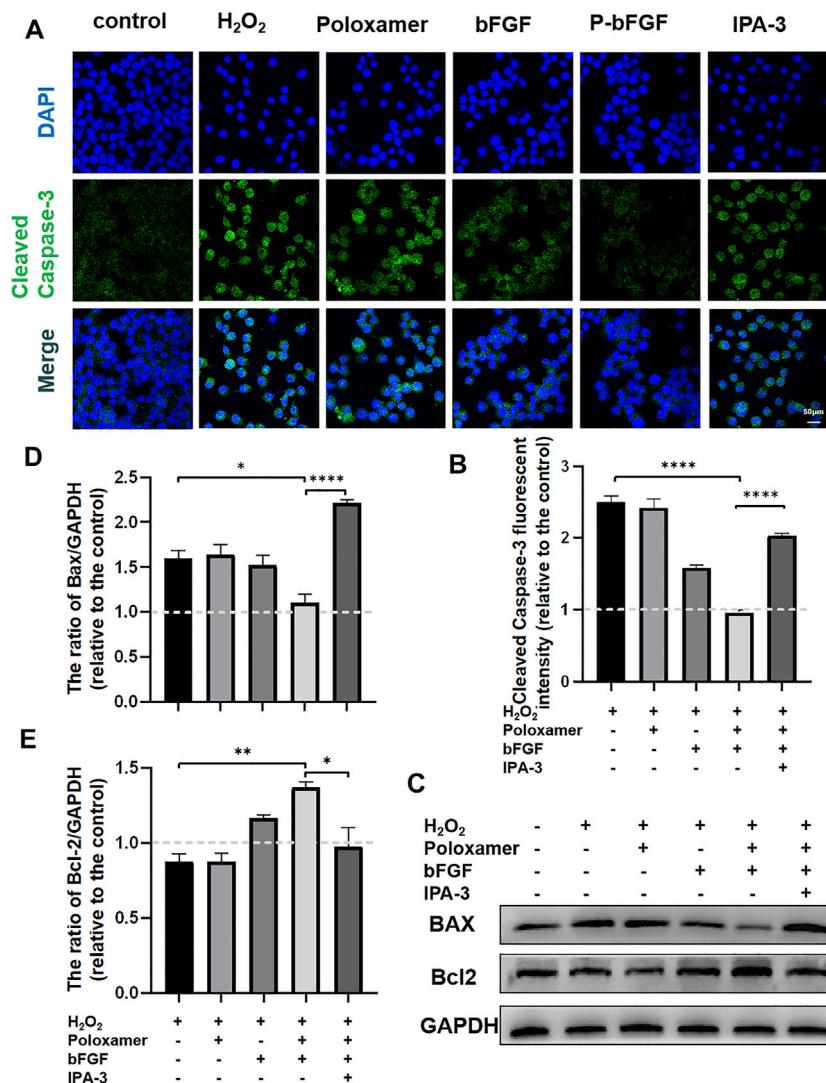 A
control H₂O₂ Poloxamer bFGF P-bFGF IPA-3
DAPI
Cleaved
Caspase-3
Merge
50μm
D
The ratio of Bax/GAPDH
(relative to the control)
2.5
2.0
1.5
1.0
0.5
0.0
* ****
B
Cleaved Caspase-3 fluorescent
intensity (relative to the control)
3
2
1
0
**** ****
H₂O₂ + + + + +
Poloxamer - + - + +
bFGF - - + + +
IPA-3 - - - - +
E
The ratio of Bcl-2/GAPDH
(relative to the control)
1.5
1.0
0.5
0.0
** *
H₂O₂ + + + + +
Poloxamer - + - + +
bFGF - - + + +
IPA-3 - - - - +
C
H₂O₂ - + + + + +
Poloxamer - - + - + +
bFGF - - - + + +
IPA-3 - - - - - +
BAX
Bcl2
GAPDH